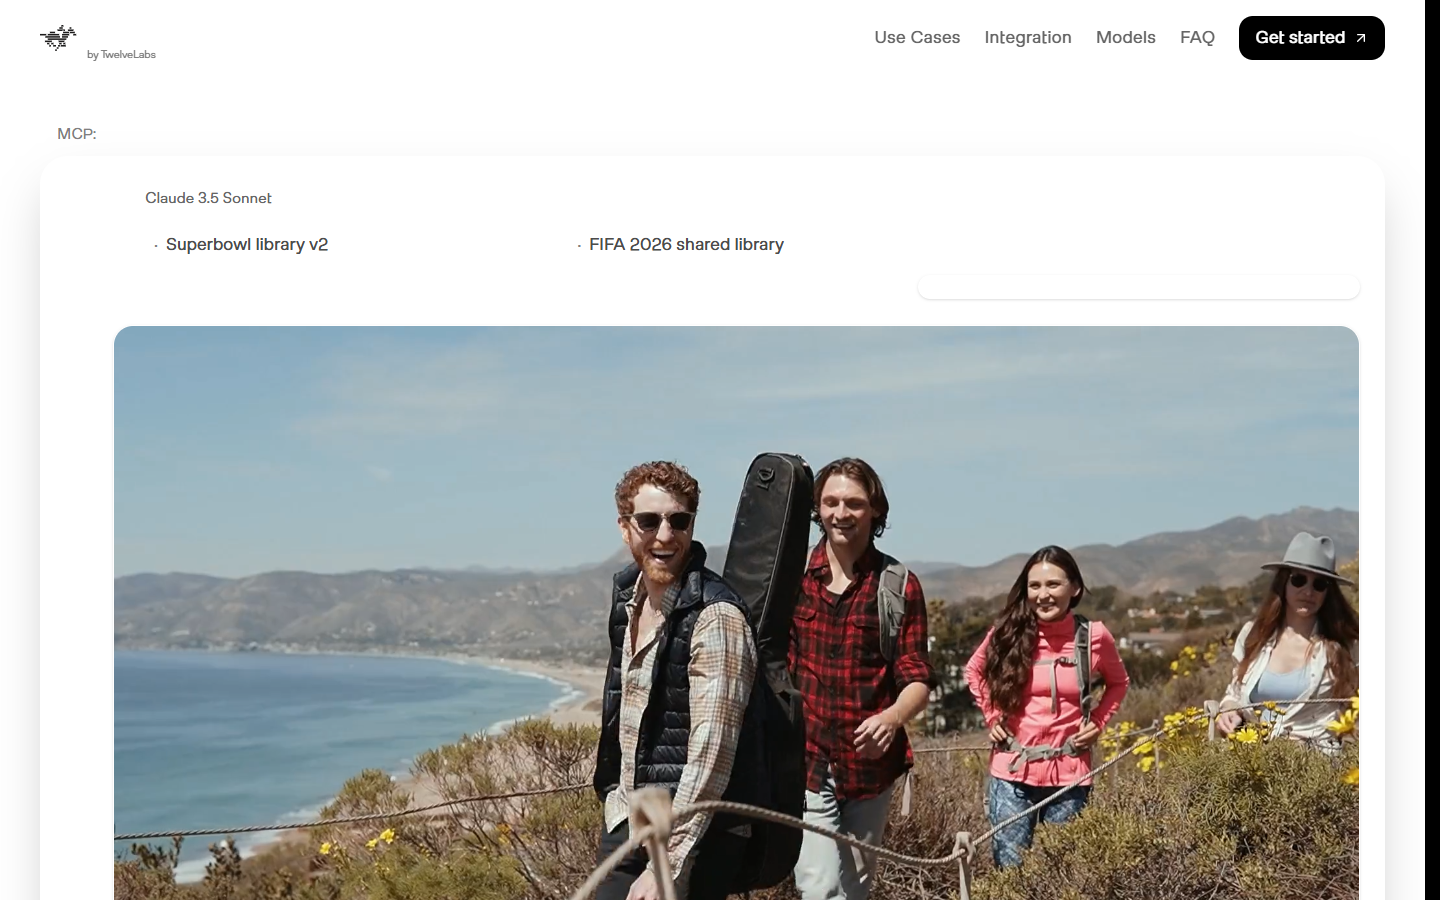 by TwelveLabs
Use Cases
Integration
Models
FAQ
Get started
MCP:
Claude 3.5 Sonnet
· Superbowl library v2
· FIFA 2026 shared library